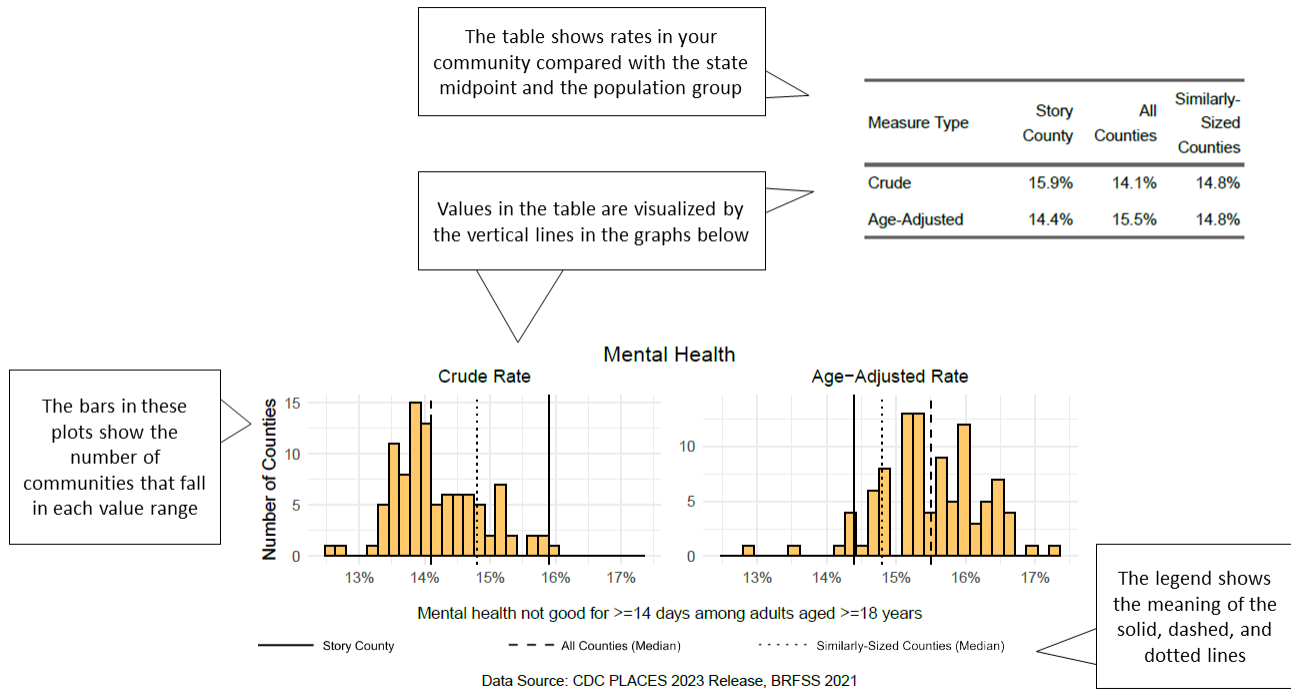 The table shows rates in your
community compared with the state
midpoint and the population group
Measure Type
Story
County
All
Counties
Similarly-
Sized
Counties
Crude 15.9% 14.1% 14.8%
Age-Adjusted 14.4% 15.5% 14.8%
Values in the table are visualized by
the vertical lines in the graphs below
Mental Health
The bars in these
plots show the
number of
communities that fall
in each value range
Crude Rate
Number of Counties
15
10
5
0
13% 14% 15% 16% 17%
Age−Adjusted Rate
10
5
0
13% 14% 15% 16% 17%
Mental health not good for >=14 days among adults aged >=18 years
Story County All Counties (Median) Similarly-Sized Counties (Median)
The legend shows
the meaning of the
solid, dashed, and
dotted lines
Data Source: CDC PLACES 2023 Release, BRFSS 2021